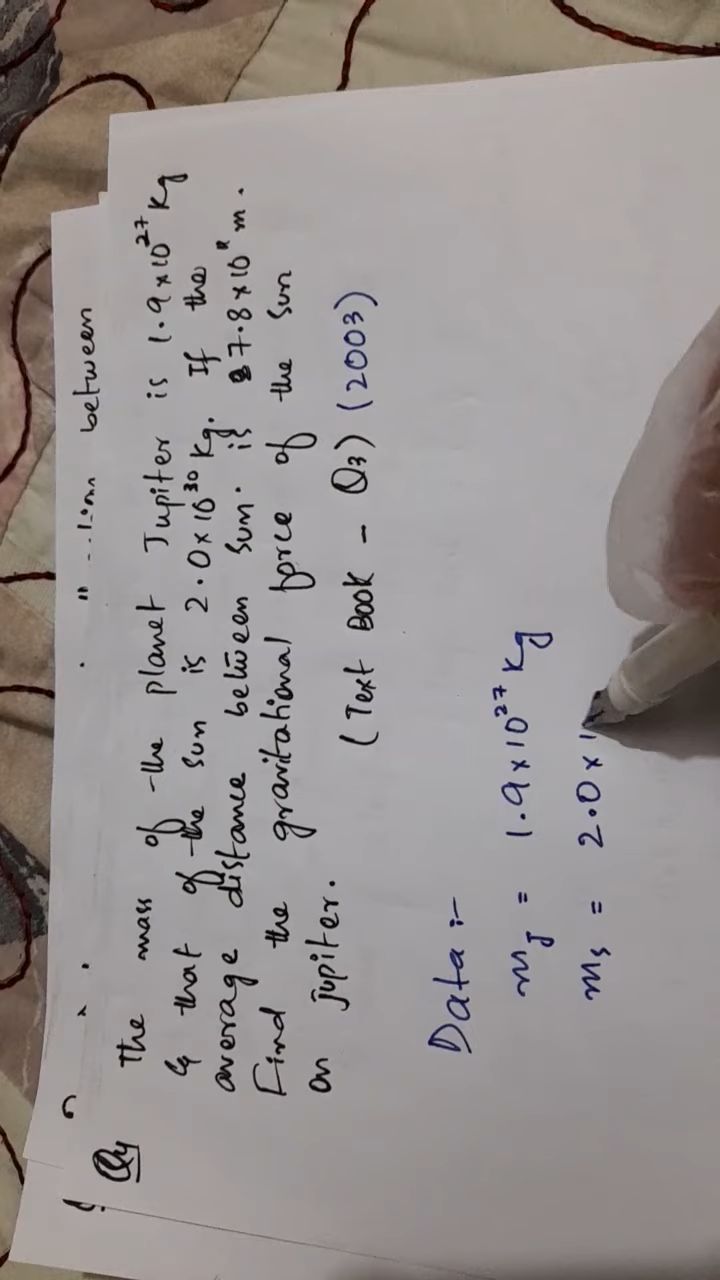 between
Q4 The mass of the planet Jupiter is 1.9 x 10²⁷ kg
& that of the sun is 2.0 x 10³⁰ kg. If the
average distance between sun. is 7.8 x 10¹¹ m.
Find the gravitational force of the sun
on jupiter. (Text Book - Q3) (2003)
Data :-
mJ = 1.9 x 10²⁷ kg
ms = 2.0 x 1